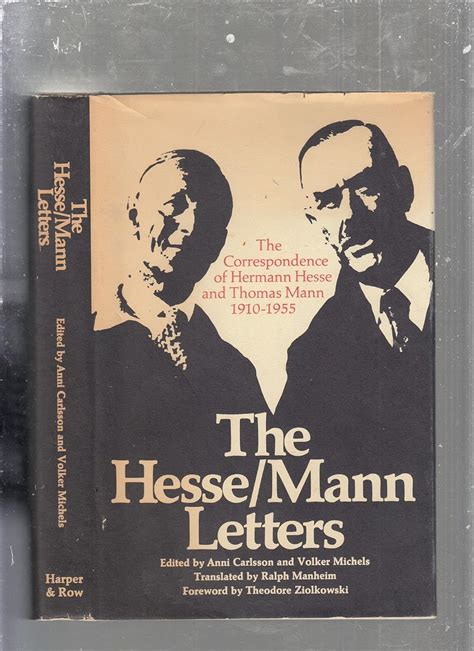 The
Hesse/Mann
Letters
Edited by Anni Carlsson and Volker Michels
Harper
& Row
The
Correspondence
of Hermann Hesse
and Thomas Mann
1910-1955
The
Hesse/Mann
Letters
Edited by Anni Carlsson and Volker Michels
Translated by Ralph Manheim
Foreword by Theodore Ziolkowski